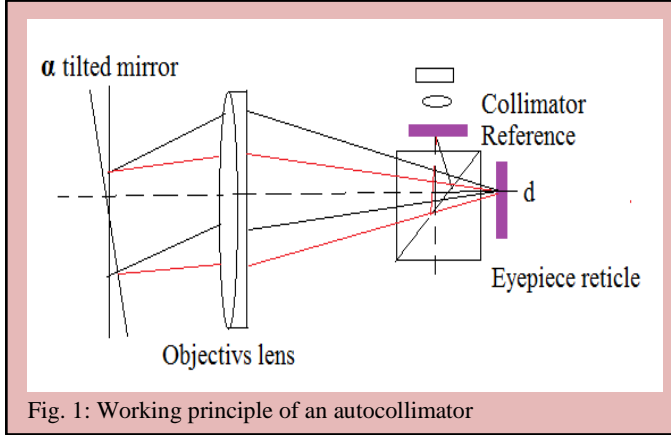 α tilted mirror
Collimator
Reference
d
Eyepiece reticle
Objectivs lens
Fig. 1: Working principle of an autocollimator